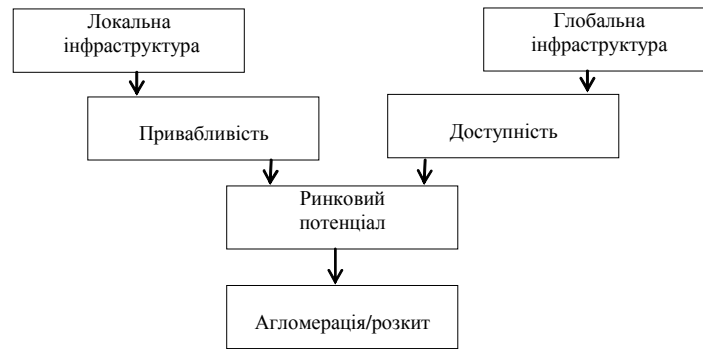 Локальна
інфраструктура
Глобальна
інфраструктура
Привабливість
Доступність
Ринковий
потенціал
Агломерація/розкит